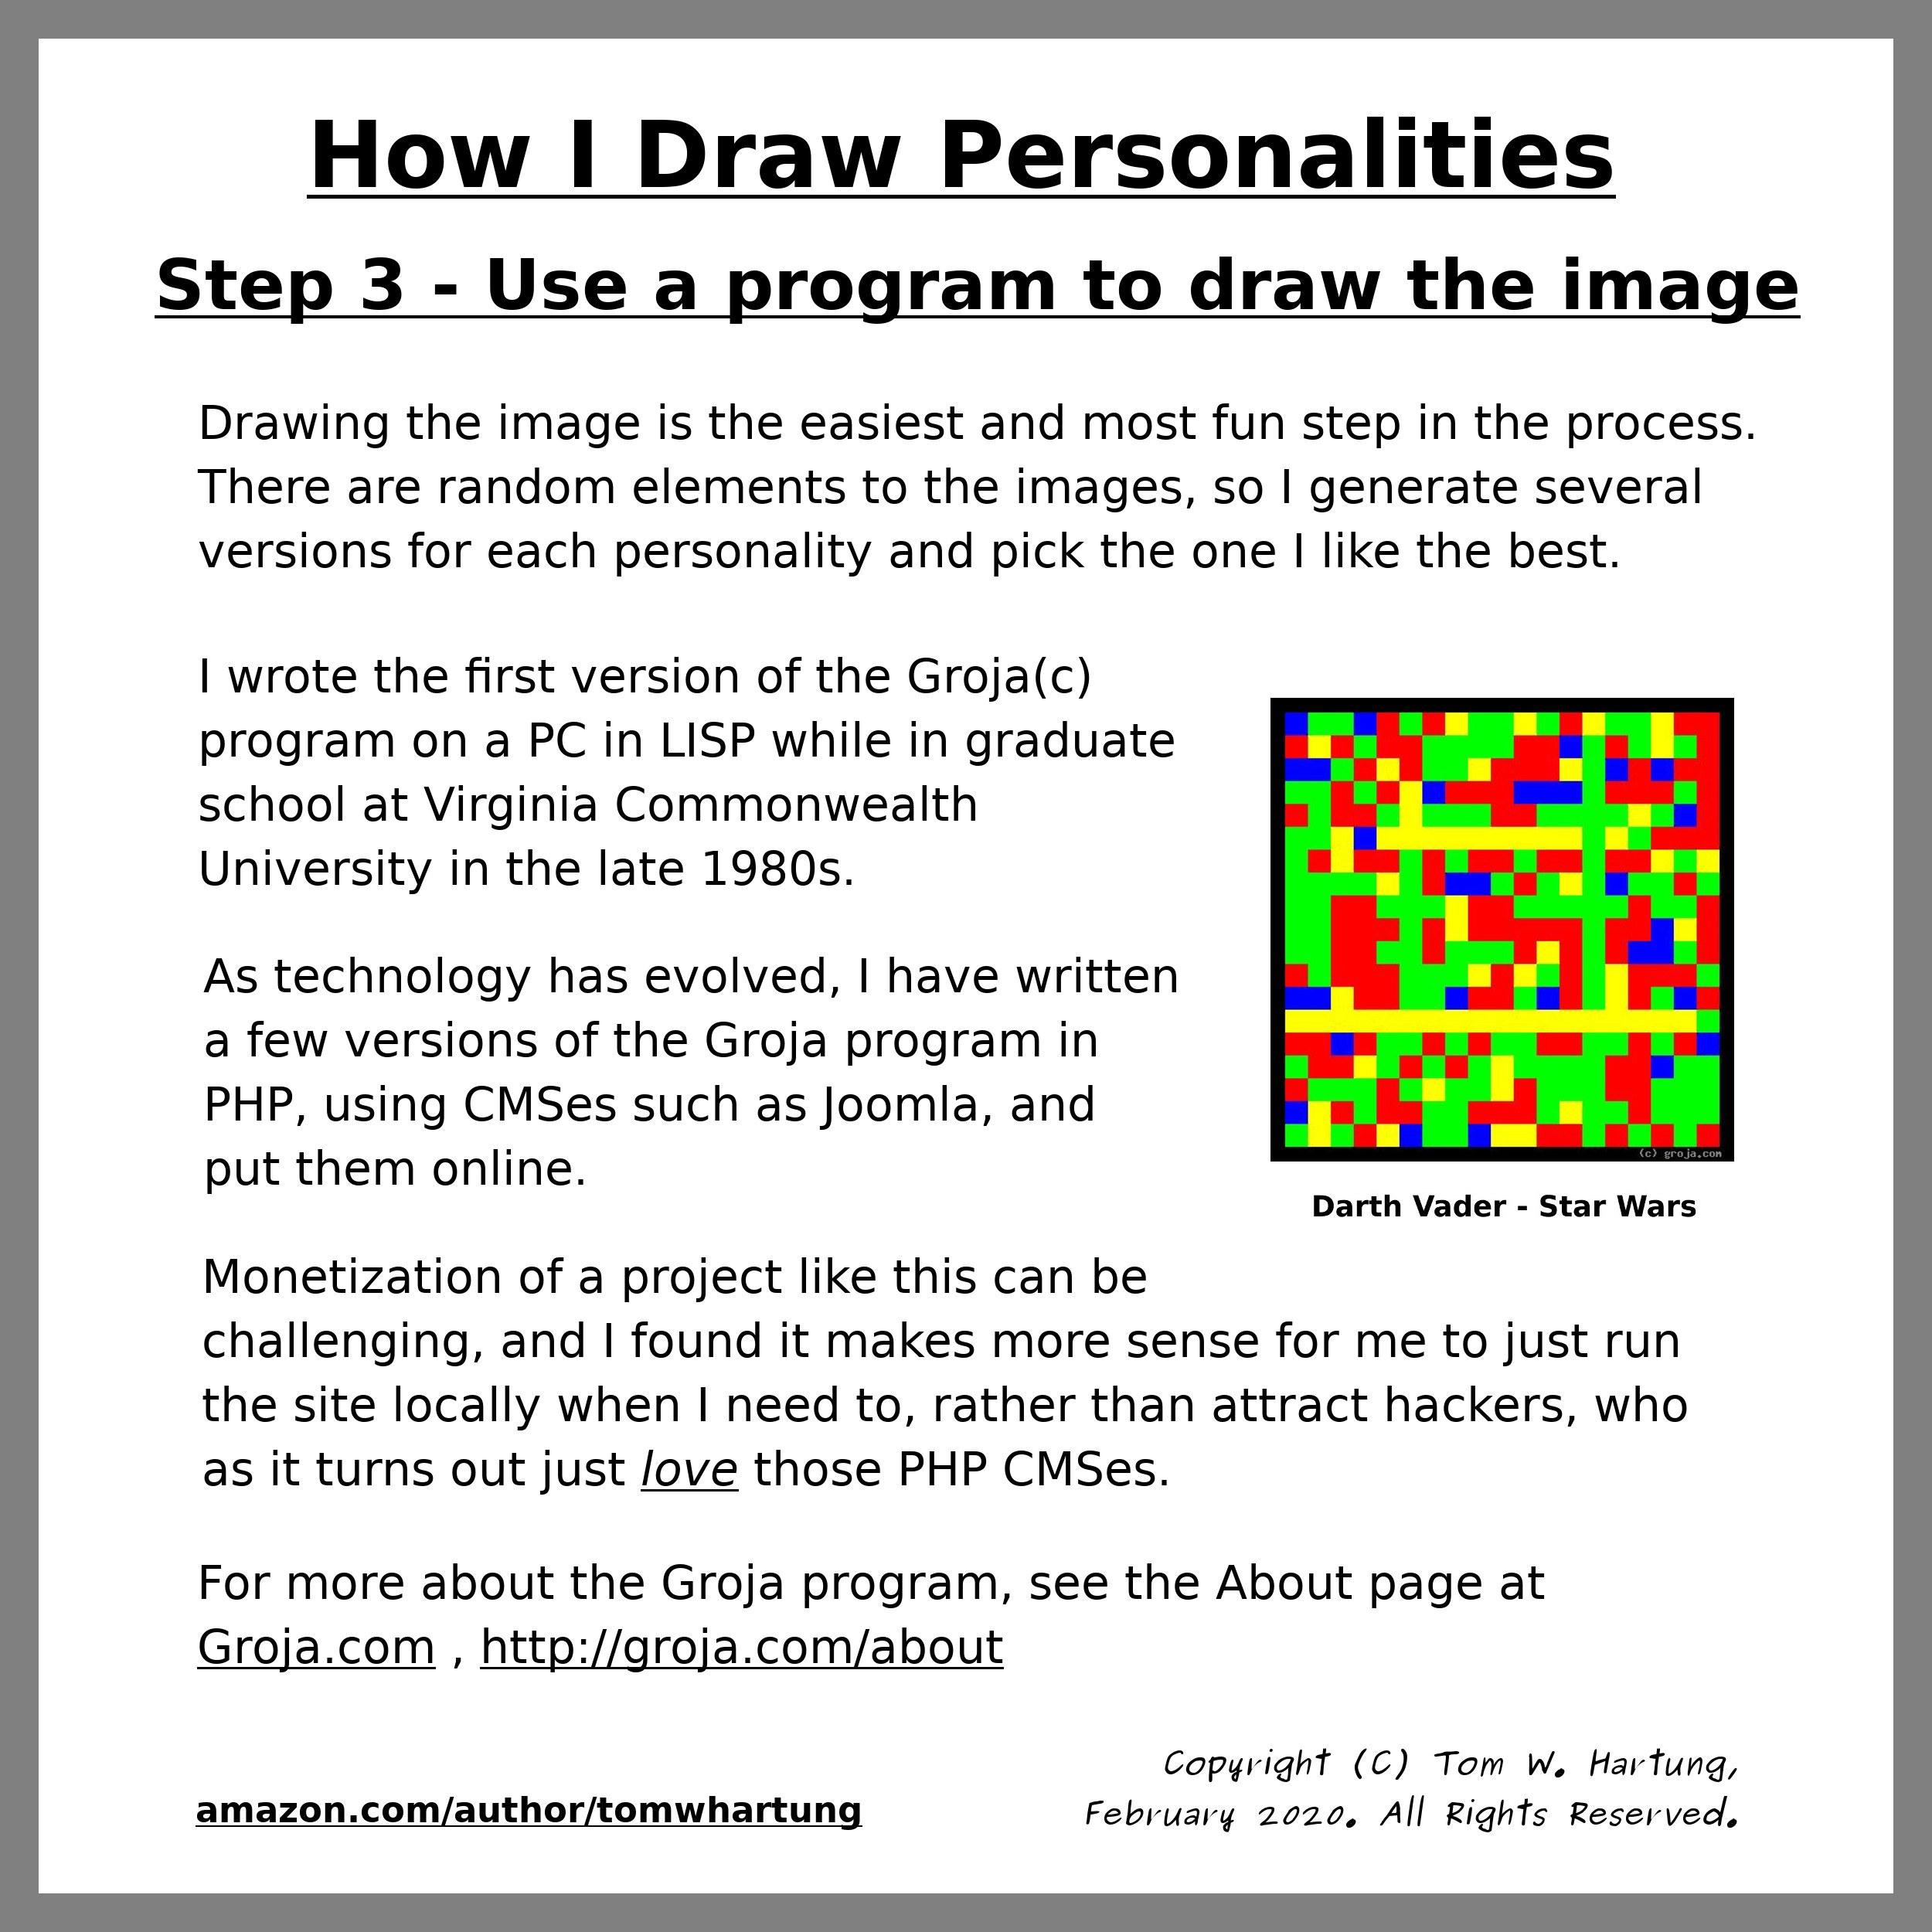 How I Draw Personalities
Step 3 - Use a program to draw the image
Drawing the image is the easiest and most fun step in the process.
There are random elements to the images, so I generate several
versions for each personality and pick the one I like the best.
I wrote the first version of the Groja(c)
program on a PC in LISP while in graduate
school at Virginia Commonwealth
University in the late 1980s.
As technology has evolved, I have written
a few versions of the Groja program in
PHP, using CMSes such as Joomla, and
put them online.
(c) groja.com
Darth Vader - Star Wars
Monetization of a project like this can be
challenging, and I found it makes more sense for me to just run
the site locally when I need to, rather than attract hackers, who
as it turns out just love those PHP CMSes.
For more about the Groja program, see the About page at
Groja.com , http://groja.com/about
amazon.com/author/tomwhartung
Copyright (C) Tom W. Hartung,
February 2020. All Rights Reserved.